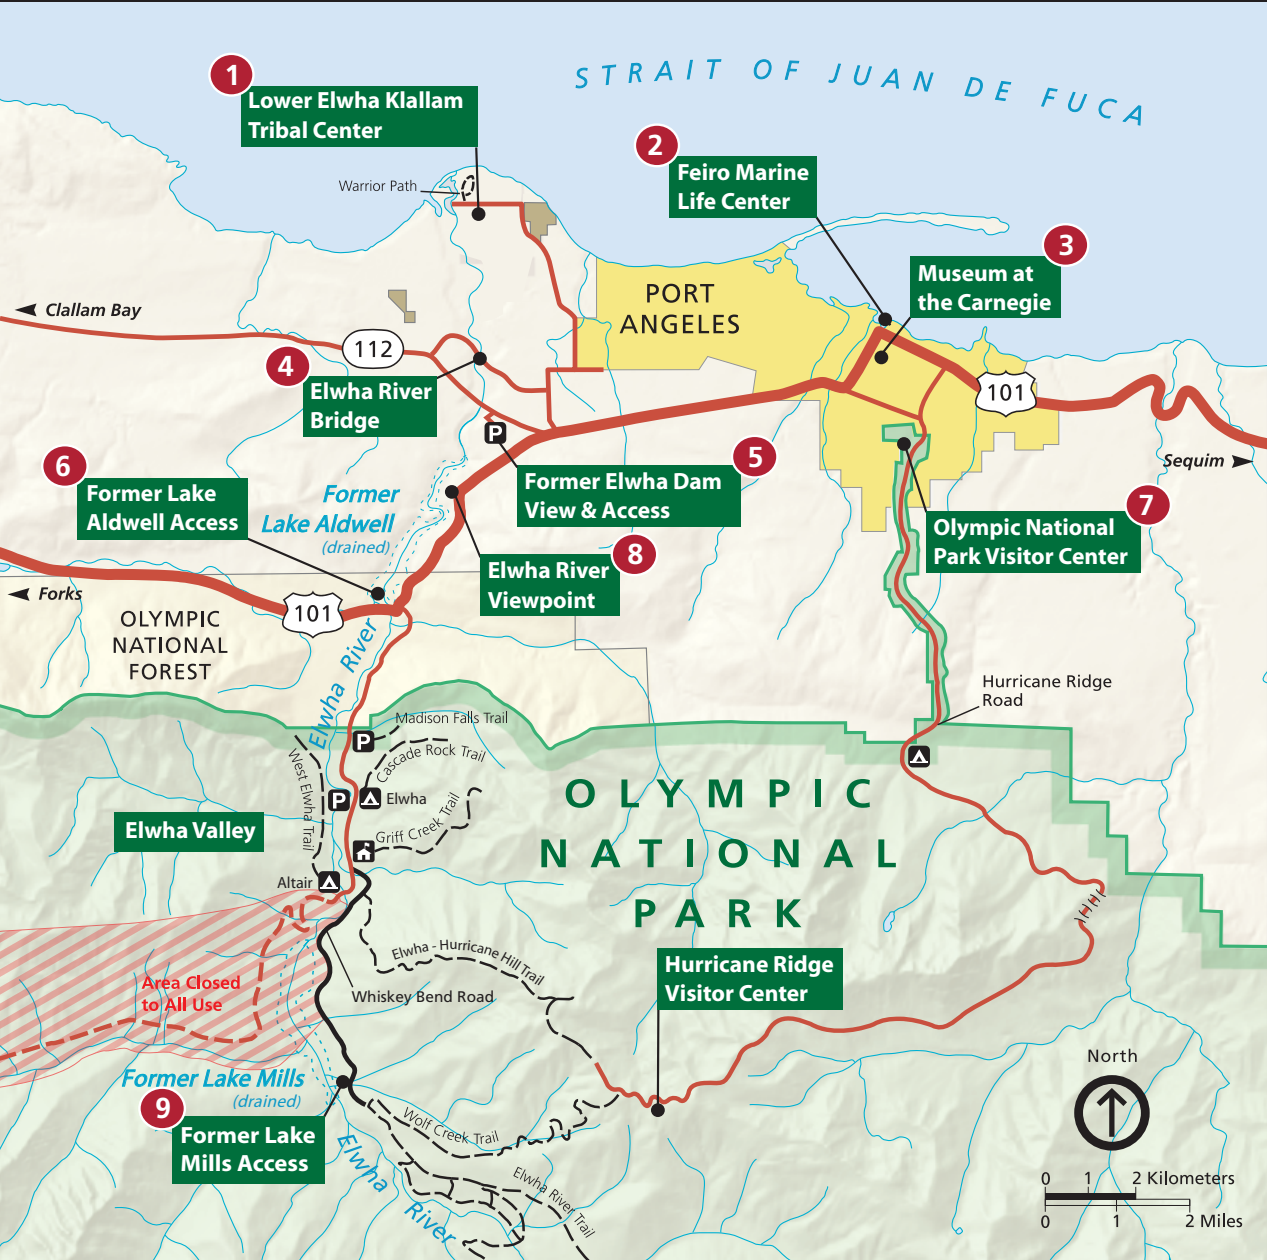 STRAIT OF JUAN DE FUCA
1
Lower Elwha Klallam
Tribal Center
2
Feiro Marine
Life Center
Warrior Path
3
Museum at
the Carnegie
PORT
ANGELES
Clallam Bay
112
4
Elwha River
Bridge
101
P
5
Former Elwha Dam
View & Access
Sequim
6
Former Lake
Aldwell Access
Former
Lake Aldwell
(drained)
7
Olympic National
Park Visitor Center
8
Elwha River
Viewpoint
Forks
101
OLYMPIC
NATIONAL
FOREST
Elwha River
Hurricane Ridge
Road
Madison Falls Trail
P
Cascade Rock Trail
West Elwha Trail
P
Elwha
Griff Creek Trail
Elwha Valley
Altair
OLYMPIC
NATIONAL
PARK
Elwha - Hurricane Hill Trail
Hurricane Ridge
Visitor Center
Area Closed
to All Use
Whiskey Bend Road
Former Lake Mills
(drained)
9
Former Lake
Mills Access
Wolf Creek Trail
Elwha
River
Elwha River Trail
North
0 1 2 Kilometers
0 1 2 Miles